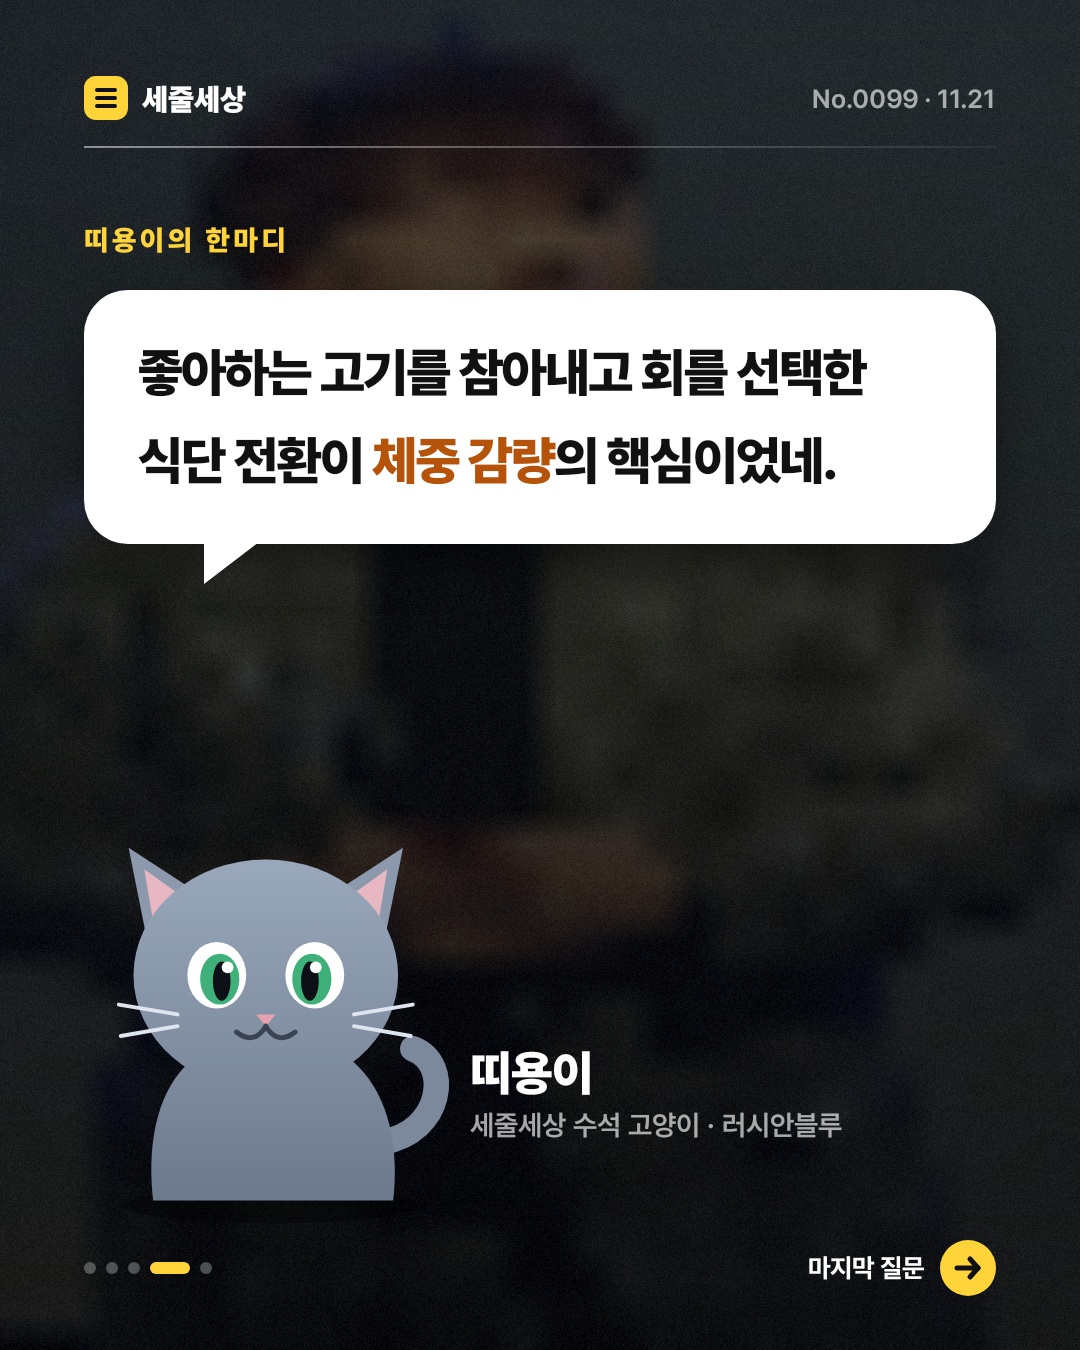 세줄세상
No.0099 · 11.21
띠용이의 한마디
좋아하는 고기를 참아내고 회를 선택한
식단 전환이 체중 감량의 핵심이었네.
띠용이
세줄세상 수석 고양이 · 러시안블루
마지막 질문